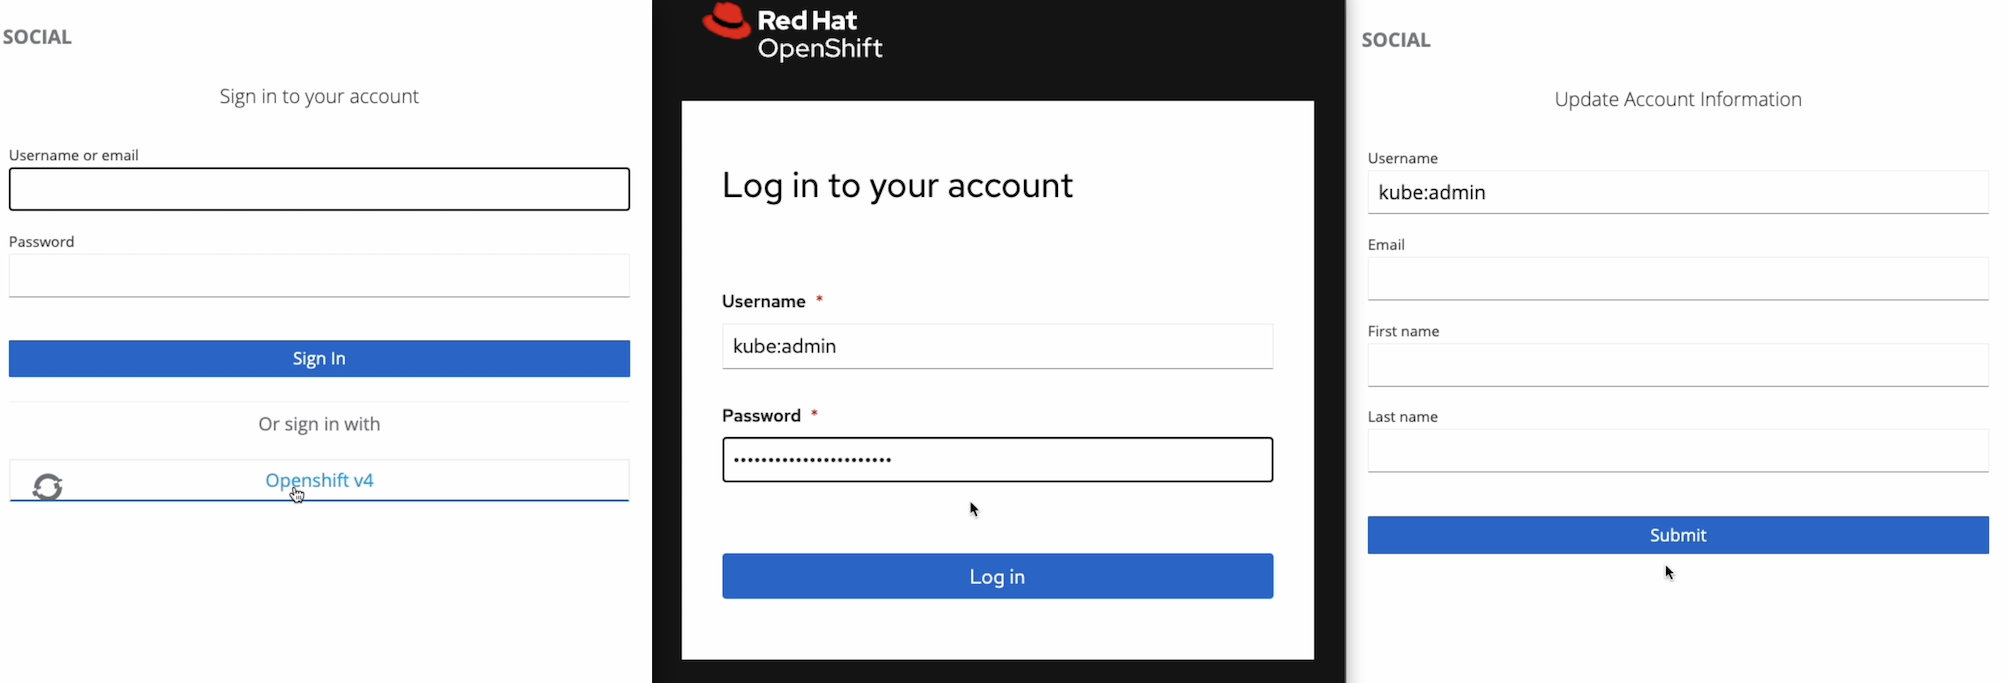 SOCIAL
Sign in to your account
Username or email
Password
Sign In
Or sign in with
Openshift v4
Red Hat
OpenShift
Log in to your account
Username *
kube:admin
Password *
•••••••••••••••••••••••
Log in
SOCIAL
Update Account Information
Username
kube:admin
Email
First name
Last name
Submit